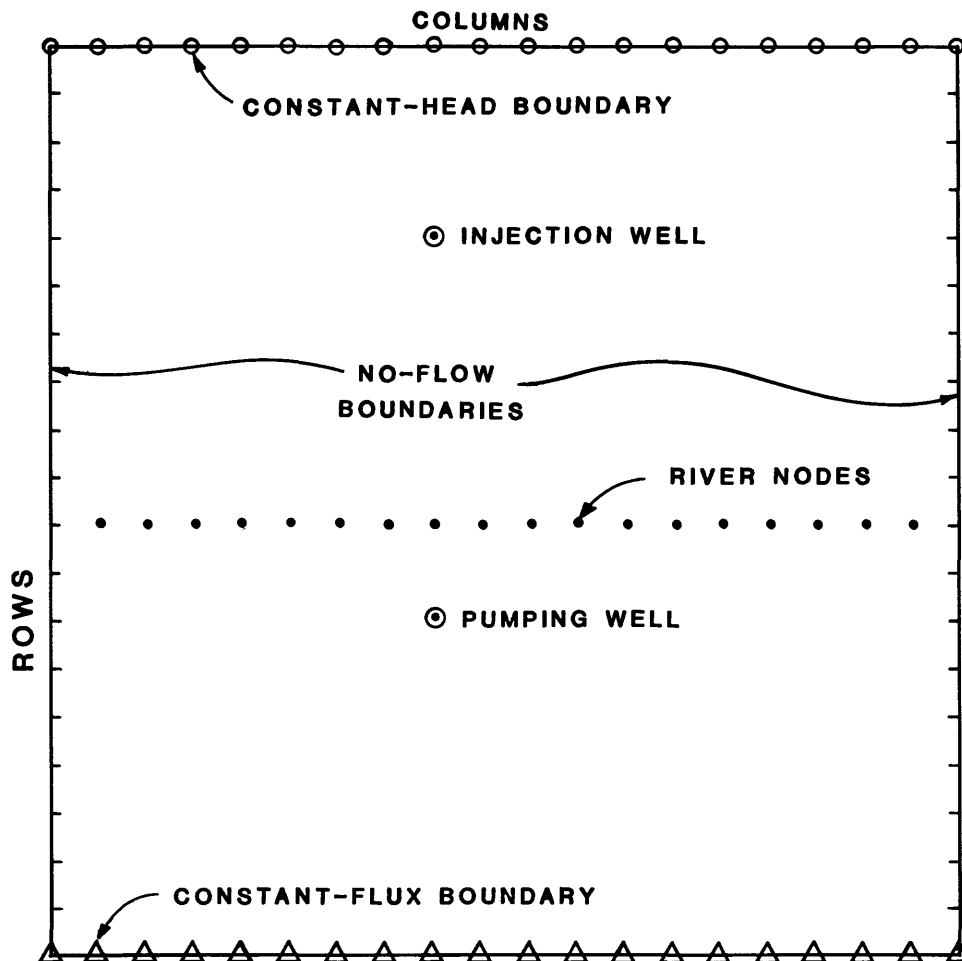 COLUMNS
CONSTANT-HEAD BOUNDARY
INJECTION WELL
NO-FLOW
BOUNDARIES
RIVER NODES
PUMPING WELL
ROWS
CONSTANT-FLUX BOUNDARY